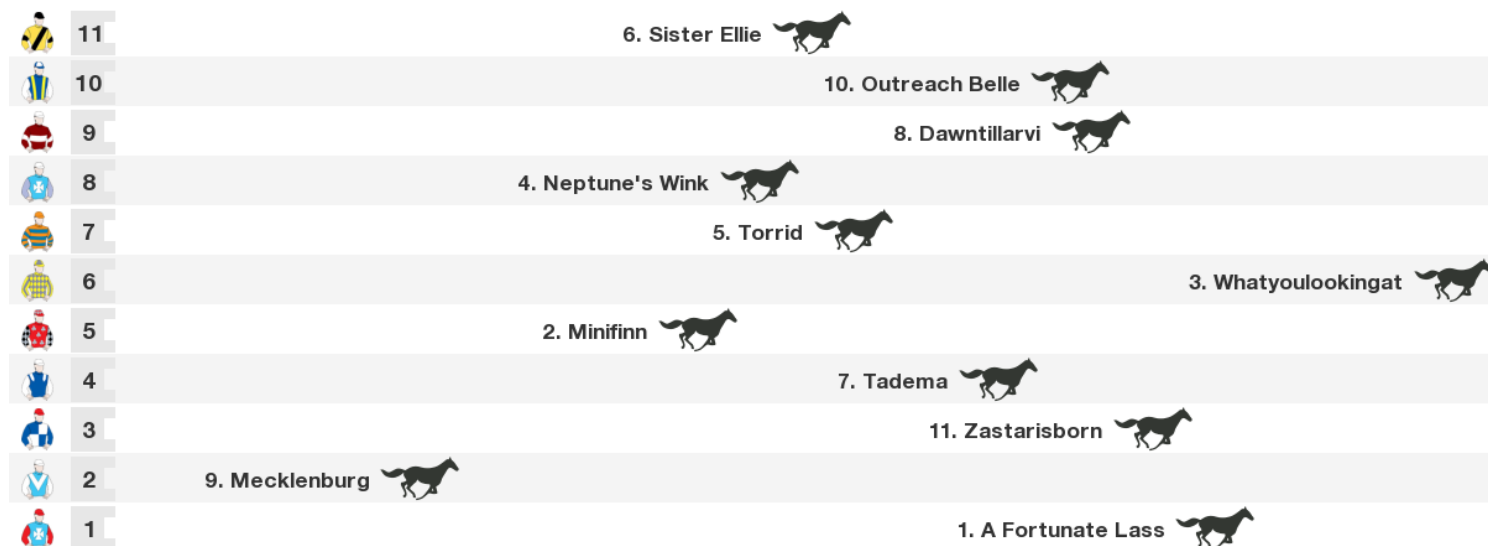 11 6. Sister Ellie
10 10. Outreach Belle
9 8. Dawntillarvi
8 4. Neptune's Wink
7 5. Torrid
6 3. Whatyoulookingat
5 2. Minifinn
4 7. Tadema
3 11. Zastarisborn
2 9. Mecklenburg
1 1. A Fortunate Lass